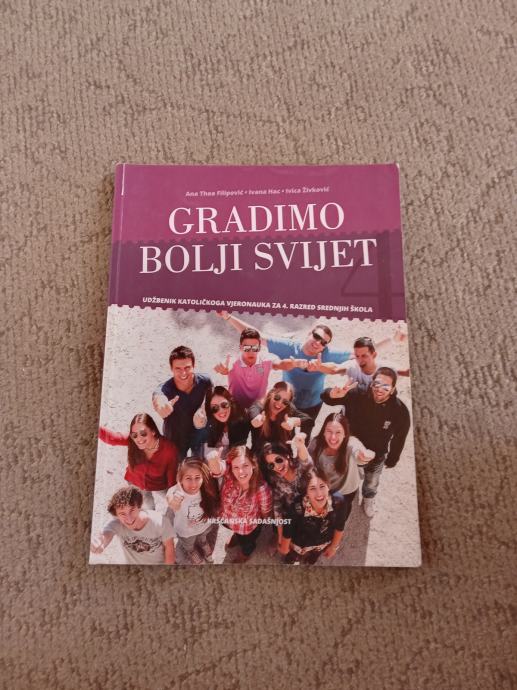 Ana Thea Filipović • Ivana Hac • Ivica Živković
GRADIMO
BOLJI SVIJET
4
UDŽBENIK KATOLIČKOGA VJERONAUKA ZA 4. RAZRED SREDNJIH ŠKOLA
KRŠĆANSKA SADAŠNJOST